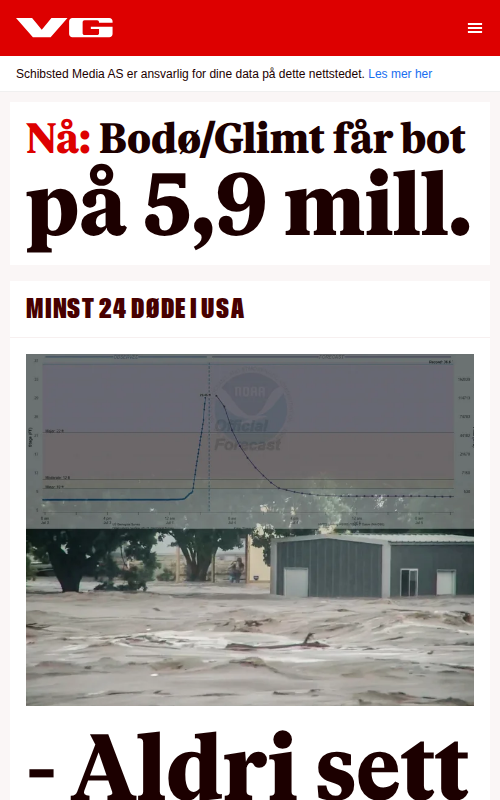 VG
Schibsted Media AS er ansvarlig for dine data på dette nettstedet. Les mer her
Nå: Bodø/Glimt får bot
på 5,9 mill.
MINST 24 DØDE I USA
NOAA
Official
Forecast
- Aldri sett